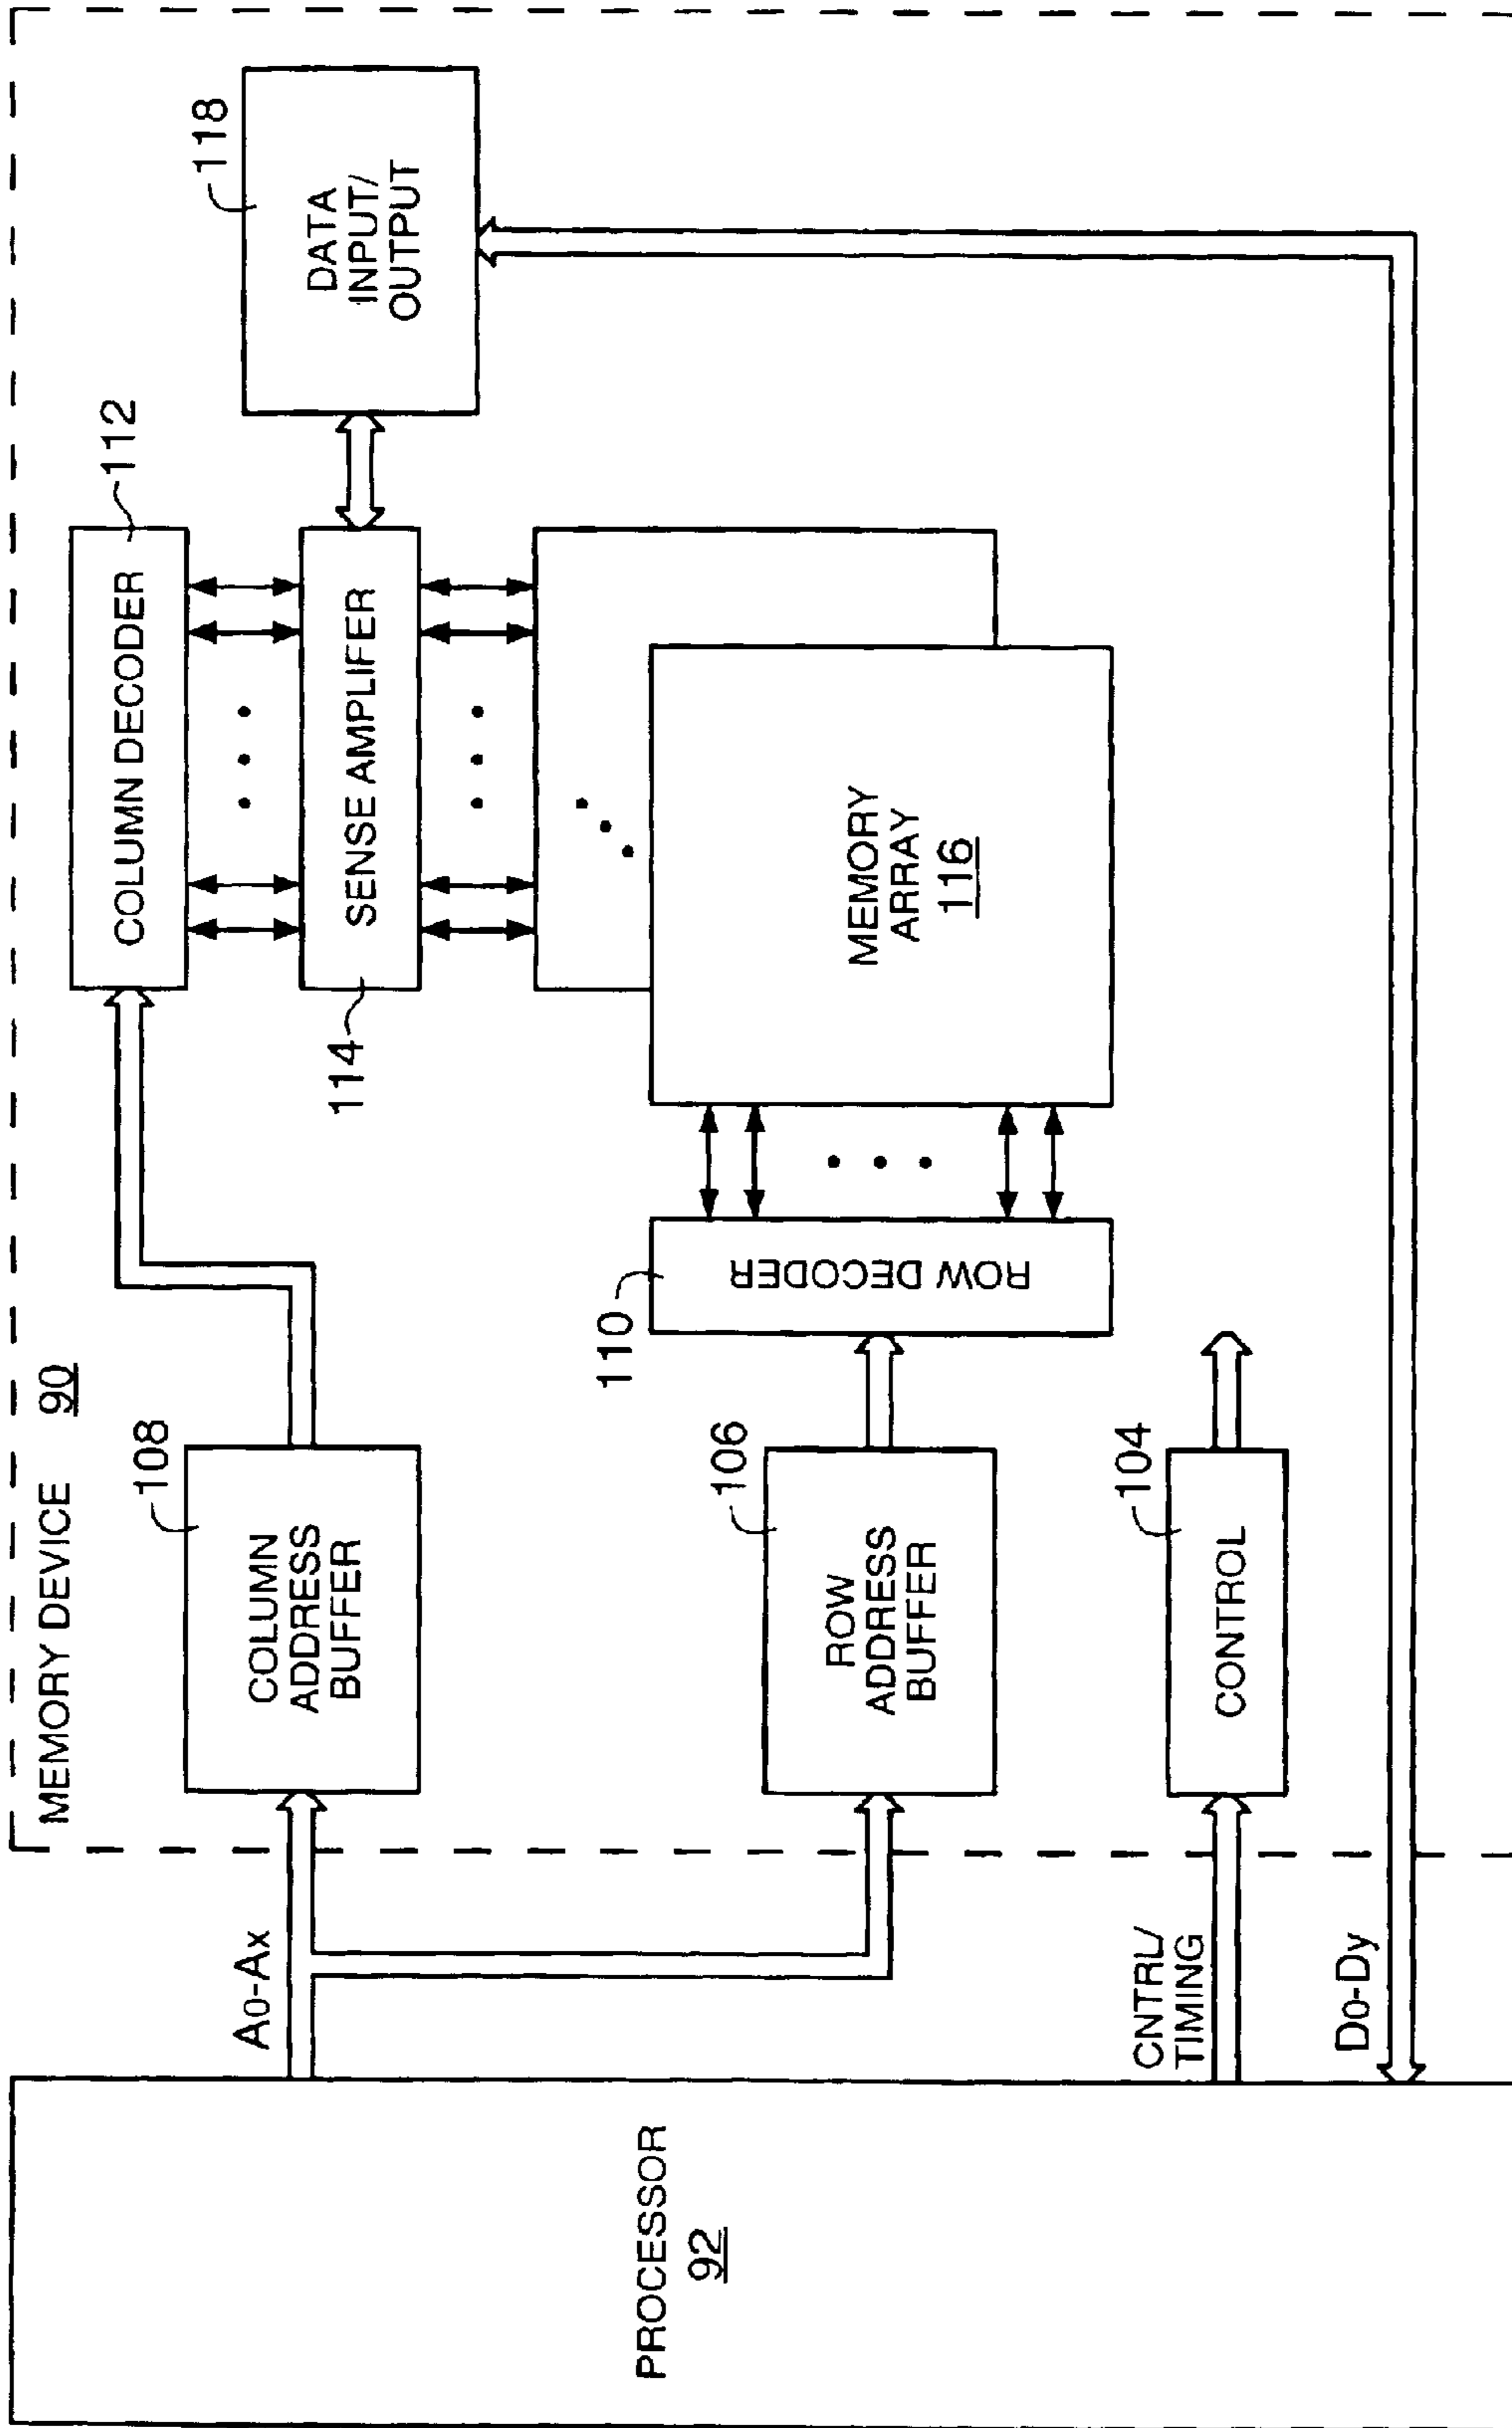 MEMORY DEVICE 90
COLUMN DECODER
112
108
COLUMN
ADDRESS
BUFFER
118
DATA
INPUT/
OUTPUT
SENSE AMPLIFER
114
A0-Ax
PROCESSOR
92
110
ROW DECODER
106
ROW
ADDRESS
BUFFER
MEMORY
ARRAY
116
104
CONTROL
CNTRL/
TIMING
D0-Dy